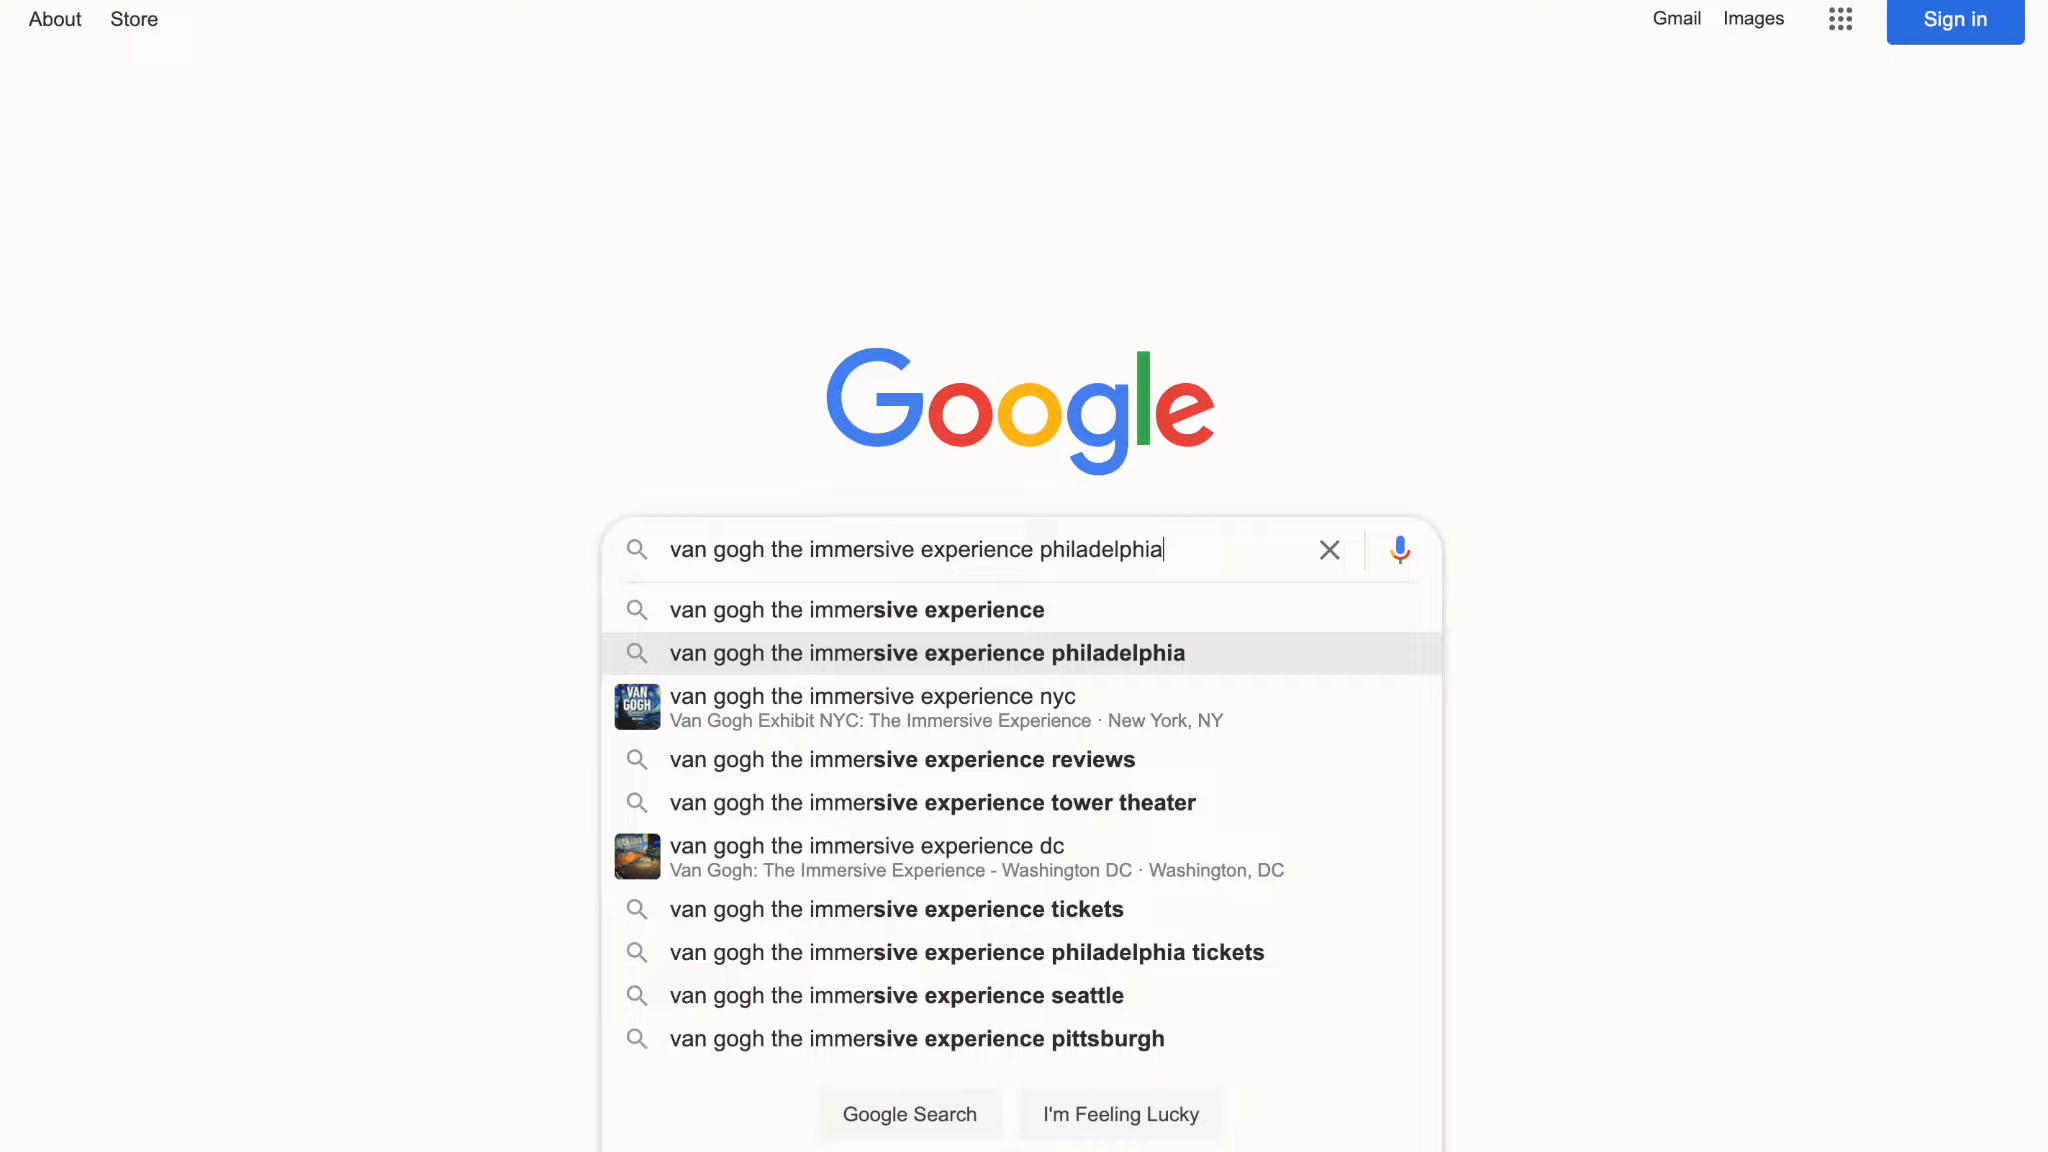 About Store Gmail Images Sign in
Google
van gogh the immersive experience philadelphia
van gogh the immersive experience
van gogh the immersive experience philadelphia
VAN
GOGH
van gogh the immersive experience nyc
Van Gogh Exhibit NYC: The Immersive Experience · New York, NY
van gogh the immersive experience reviews
van gogh the immersive experience tower theater
van gogh the immersive experience dc
Van Gogh: The Immersive Experience - Washington DC · Washington, DC
van gogh the immersive experience tickets
van gogh the immersive experience philadelphia tickets
van gogh the immersive experience seattle
van gogh the immersive experience pittsburgh
Google Search I'm Feeling Lucky